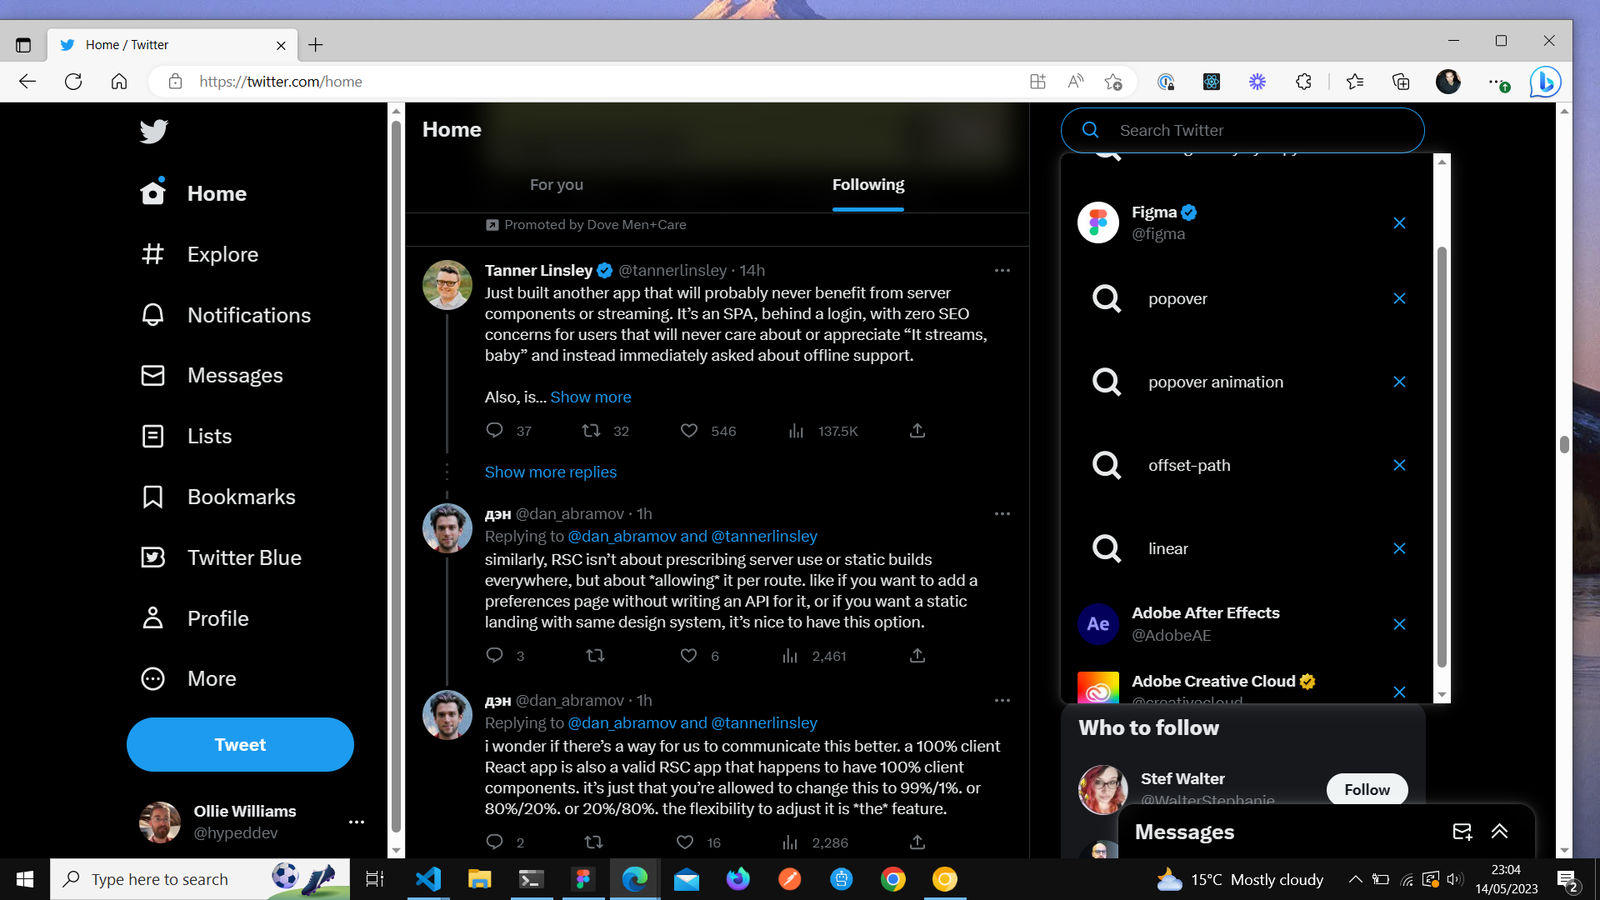 Home / Twitter
https://twitter.com/home
Home
Explore
Notifications
Messages
Lists
Bookmarks
Twitter Blue
Profile
More
Tweet
Ollie Williams
@hypeddev
Home
For you
Following
Promoted by Dove Men+Care
Tanner Linsley @tannerlinsley · 14h
Just built another app that will probably never benefit from server
components or streaming. It’s an SPA, behind a login, with zero SEO
concerns for users that will never care about or appreciate “It streams,
baby” and instead immediately asked about offline support.
Also, is... Show more
37 32 546 137.5K
Show more replies
дэн @dan_abramov · 1h
Replying to @dan_abramov and @tannerlinsley
similarly, RSC isn’t about prescribing server use or static builds
everywhere, but about *allowing* it per route. like if you want to add a
preferences page without writing an API for it, or if you want a static
landing with same design system, it’s nice to have this option.
3 6 2,461
дэн @dan_abramov · 1h
Replying to @dan_abramov and @tannerlinsley
i wonder if there’s a way for us to communicate this better. a 100% client
React app is also a valid RSC app that happens to have 100% client
components. it’s just that you’re allowed to change this to 99%/1%. or
80%/20%. or 20%/80%. the flexibility to adjust it is *the* feature.
2 16 2,286
Search Twitter
Figma
@figma
popover
popover animation
offset-path
linear
Ae
Adobe After Effects
@AdobeAE
Adobe Creative Cloud
@creativecloud
Who to follow
Stef Walter
@WalterStephanie
Follow
Messages
Type here to search
15°C Mostly cloudy
23:04
14/05/2023
2